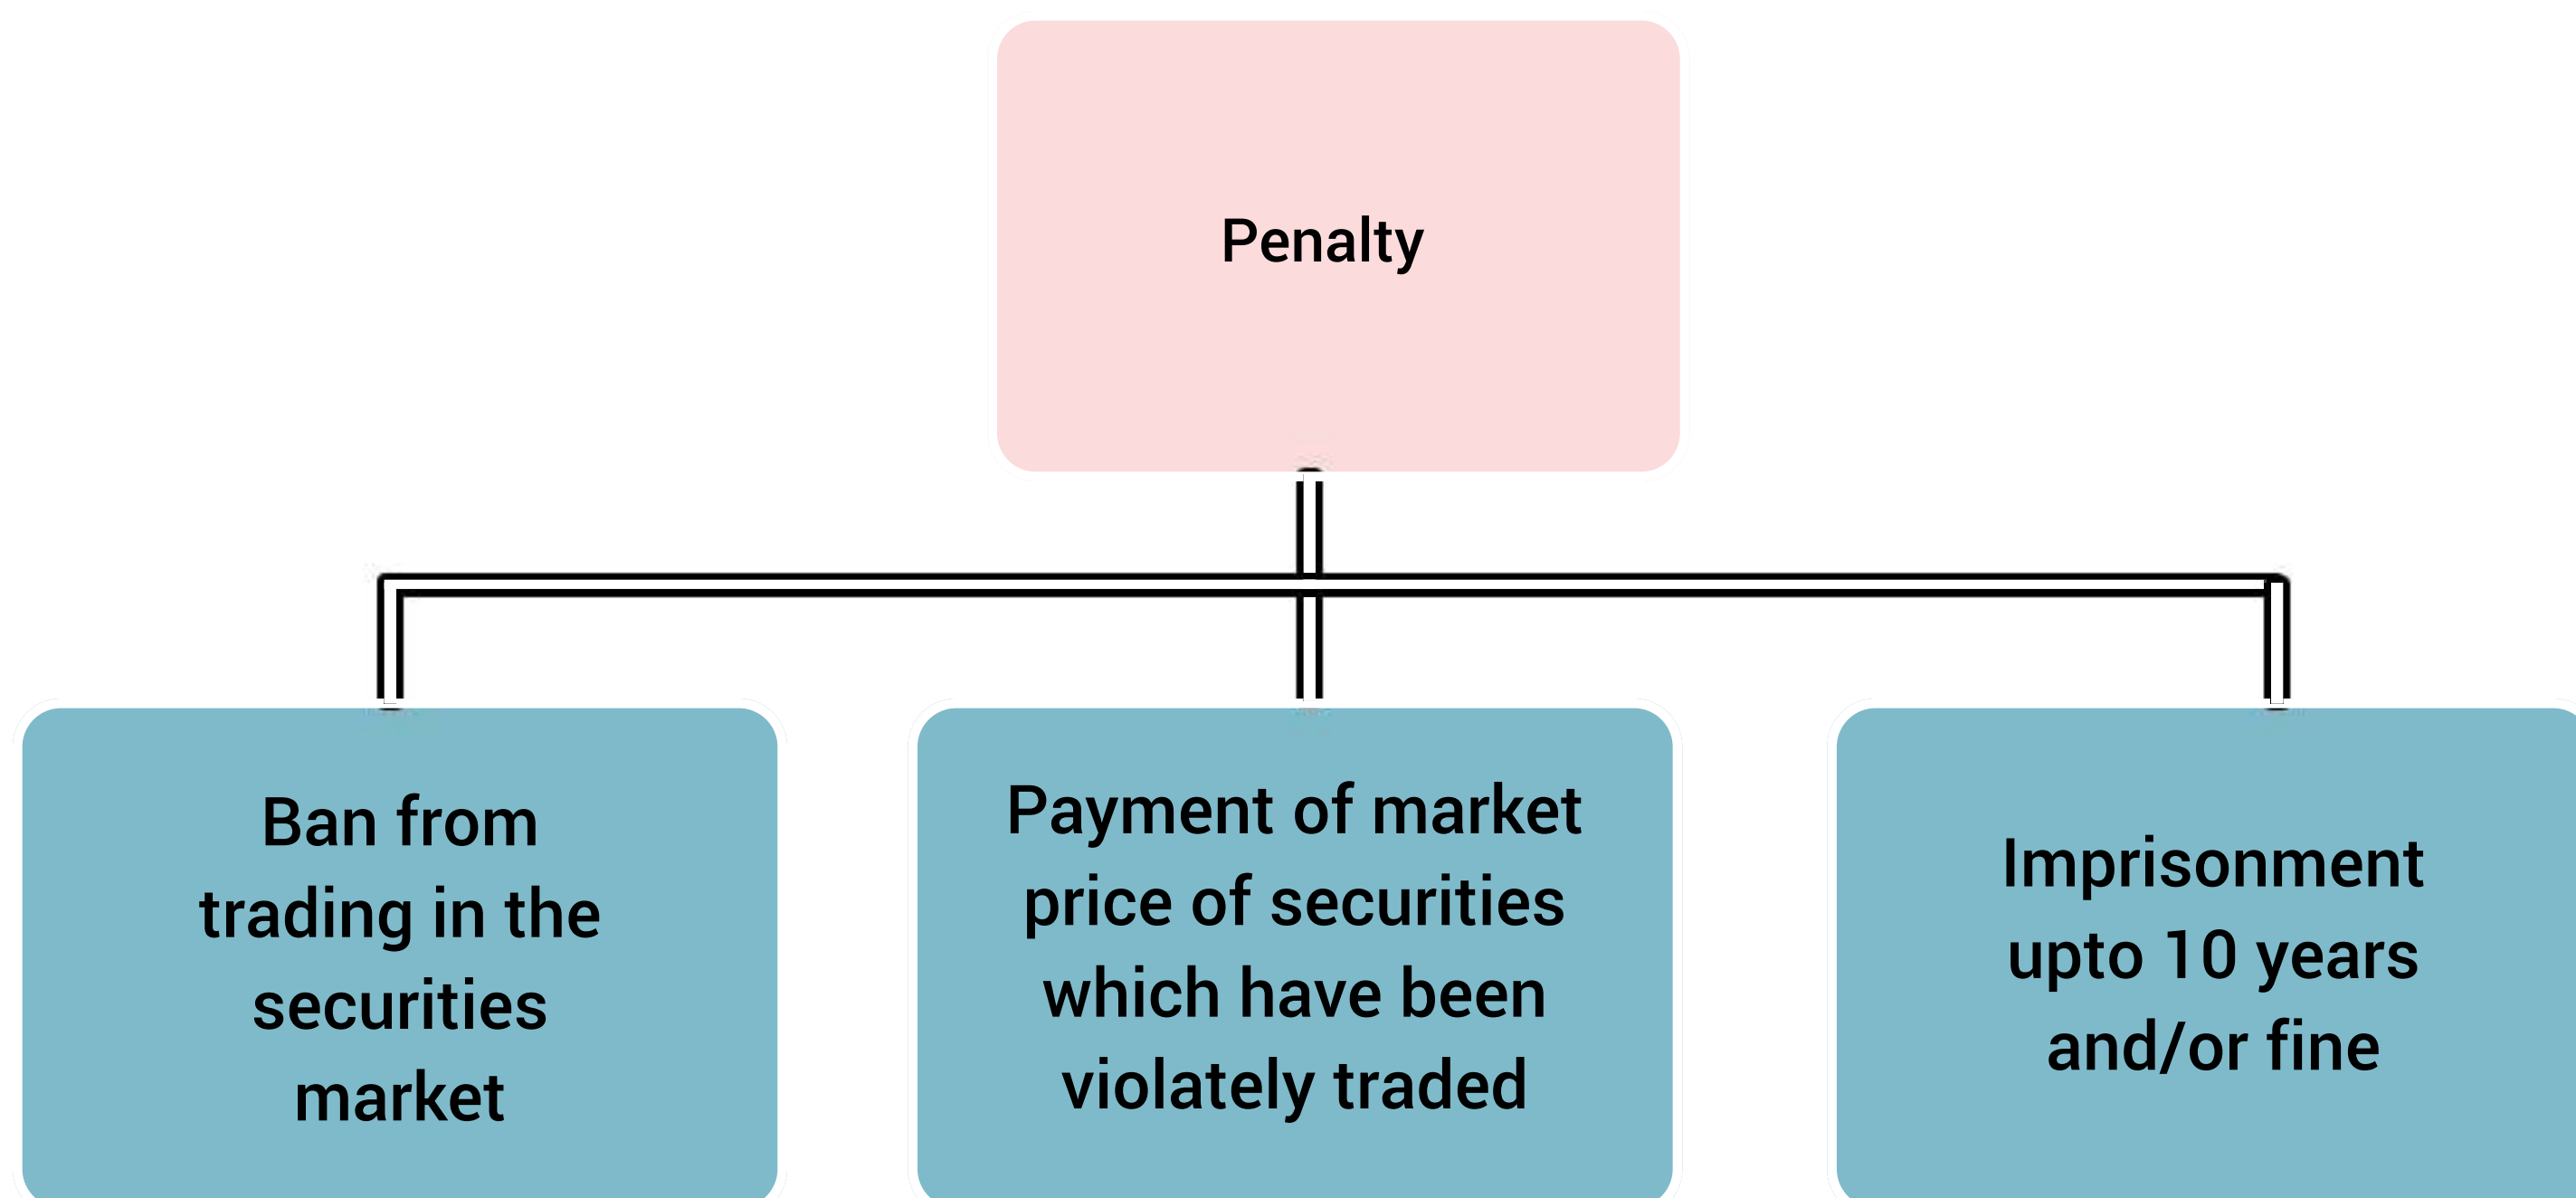 Penalty
Ban from
trading in the
securities
market
Payment of market
price of securities
which have been
violately traded
Imprisonment
upto 10 years
and/or fine